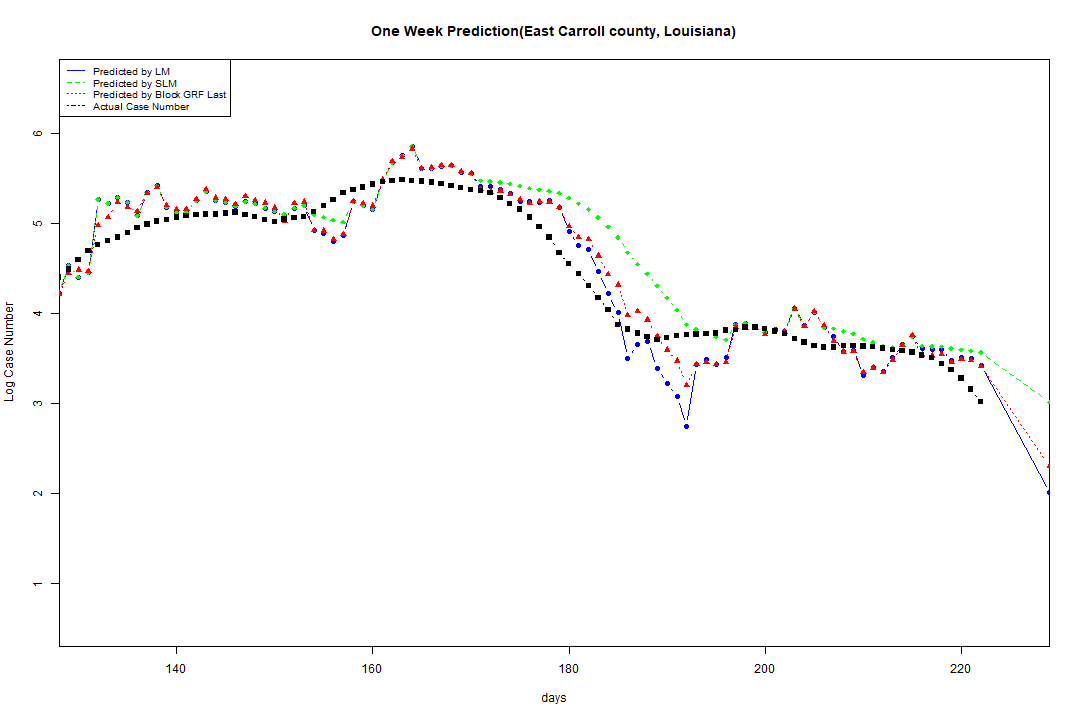 One Week Prediction(East Carroll county, Louisiana)
Predicted by LM
Predicted by SLM
Predicted by Block GRF Last
Actual Case Number
6
5
4
3
2
1
Log Case Number
140 160 180 200 220
days